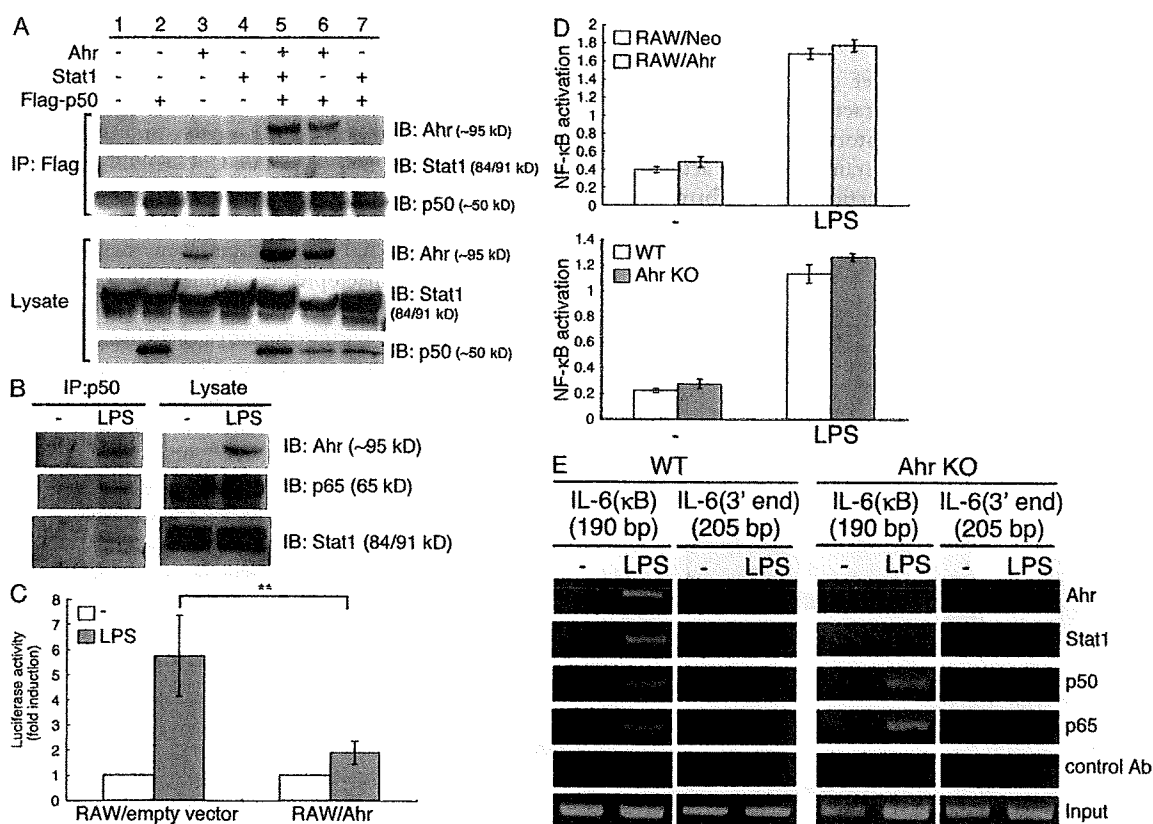 A
1 2 3 4 5 6 7
Ahr - - + - + + -
Stat1 - - - + + - +
Flag-p50 - + - - + + +
IP: Flag
IB: Ahr (~95 kD)
IB: Stat1 (84/91 kD)
IB: p50 (~50 kD)
Lysate
IB: Ahr (~95 kD)
IB: Stat1
(84/91 kD)
IB: p50 (~50 kD)
B
IP:p50 Lysate
- LPS - LPS
IB: Ahr (~95 kD)
IB: p65 (65 kD)
IB: Stat1 (84/91 kD)
C
Luciferase activity
(fold induction)
8
7
6
5
4
3
2
1
0
-
LPS
**
RAW/empty vector RAW/Ahr
D
NF-κB activation
2
1.8
1.6
1.4
1.2
1
0.8
0.6
0.4
0.2
0
RAW/Neo
RAW/Ahr
- LPS
NF-κB activation
1.4
1.2
1
0.8
0.6
0.4
0.2
0
WT
Ahr KO
- LPS
E
WT Ahr KO
IL-6(κB) IL-6(3' end) IL-6(κB) IL-6(3' end)
(190 bp) (205 bp) (190 bp) (205 bp)
- LPS - LPS - LPS - LPS
Ahr
Stat1
p50
p65
control Ab
Input